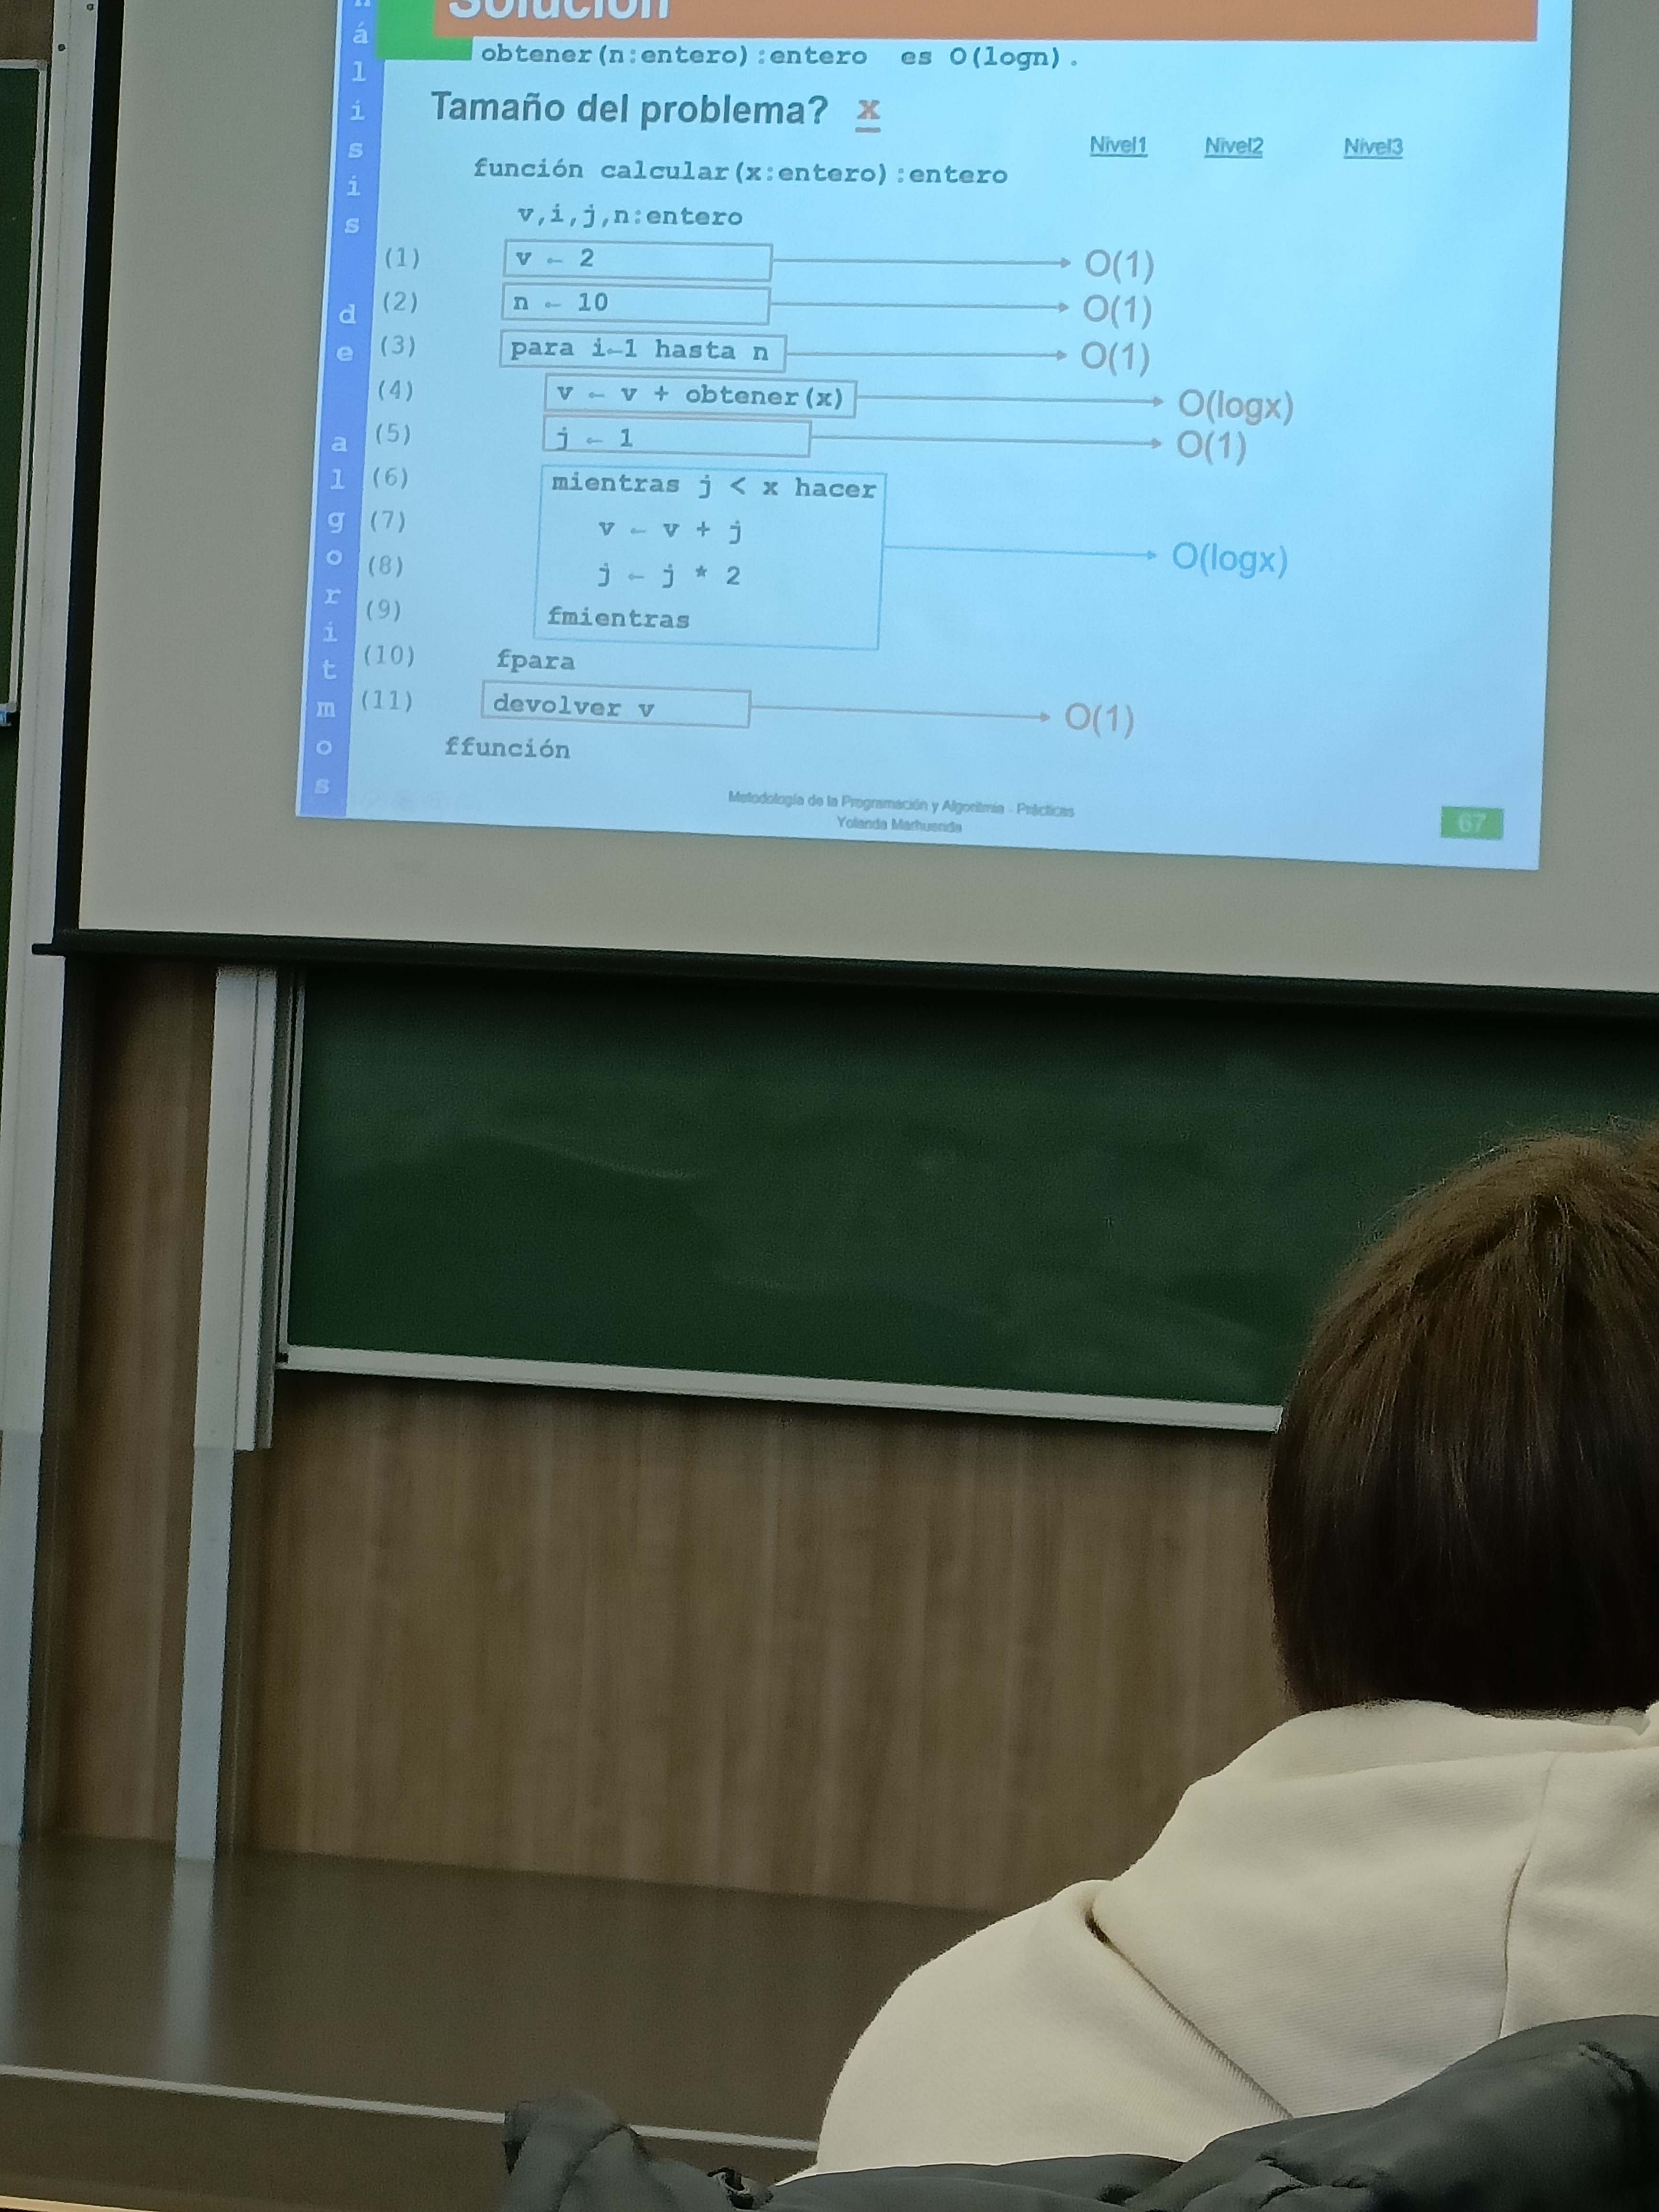 Solución
obtener(n:entero):entero es O(logn).
Tamaño del problema? x
Nivel1 Nivel2 Nivel3
función calcular(x:entero):entero
v,i,j,n:entero
(1) v ← 2 O(1)
(2) n ← 10 O(1)
(3) para i←1 hasta n O(1)
(4) v ← v + obtener(x) O(logx)
(5) j ← 1 O(1)
(6) mientras j < x hacer
(7) v ← v + j O(logx)
(8) j ← j * 2
(9) fmientras
(10) fpara
(11) devolver v O(1)
ffunción
Metodología de la Programación y Algoritmia - Prácticas
Yolanda Marhuenda
67
álisis de algoritmos